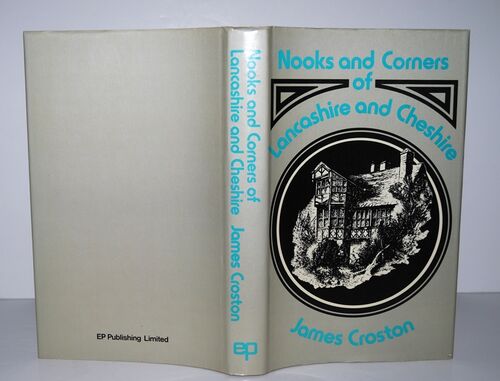 EP Publishing Limited
Nooks and Corners of
Lancashire and Cheshire
James Croston
ep
Nooks and Corners
of
Lancashire and Cheshire
James Croston